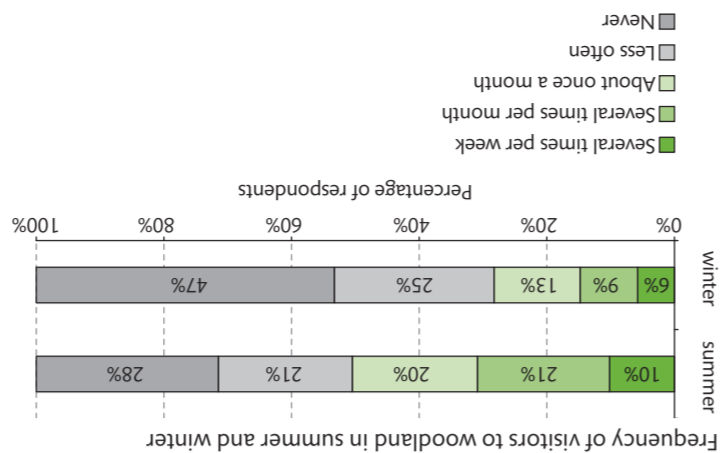 Frequency of visitors to woodland in summer and winter
summer
10% 21% 20% 21% 28%
winter
6% 9% 13% 25% 47%
0% 20% 40% 60% 80% 100%
Percentage of respondents
Several times per week
Several times per month
About once a month
Less often
Never